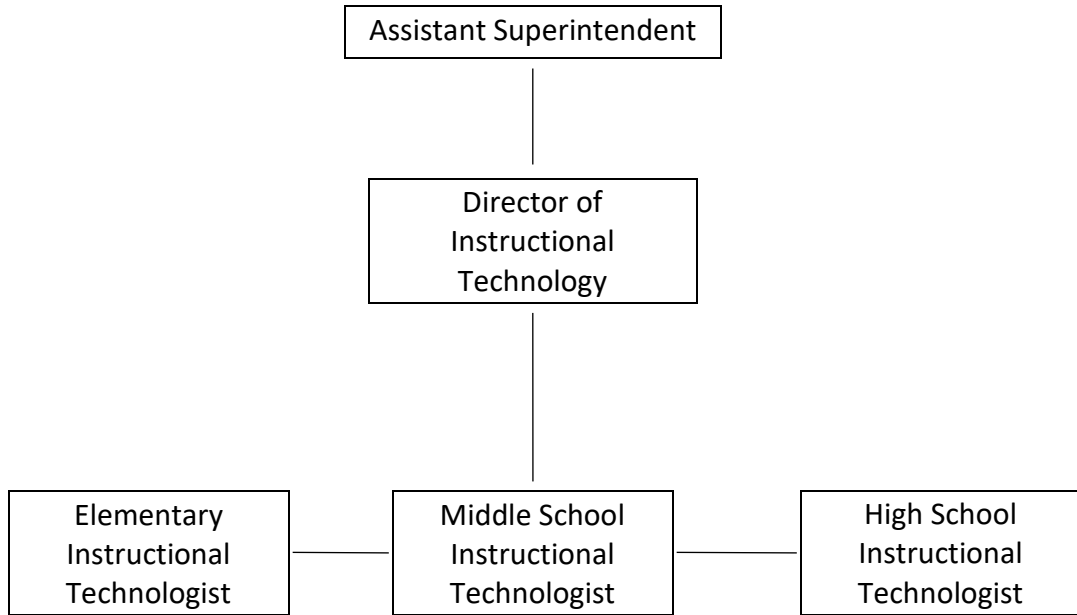 Assistant Superintendent
Director of
Instructional
Technology
Elementary
Instructional
Technologist
Middle School
Instructional
Technologist
High School
Instructional
Technologist